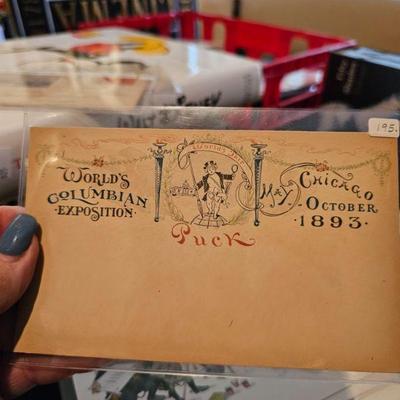 World's
Columbian
Exposition
May
Chicago
October
1893
Puck
195.